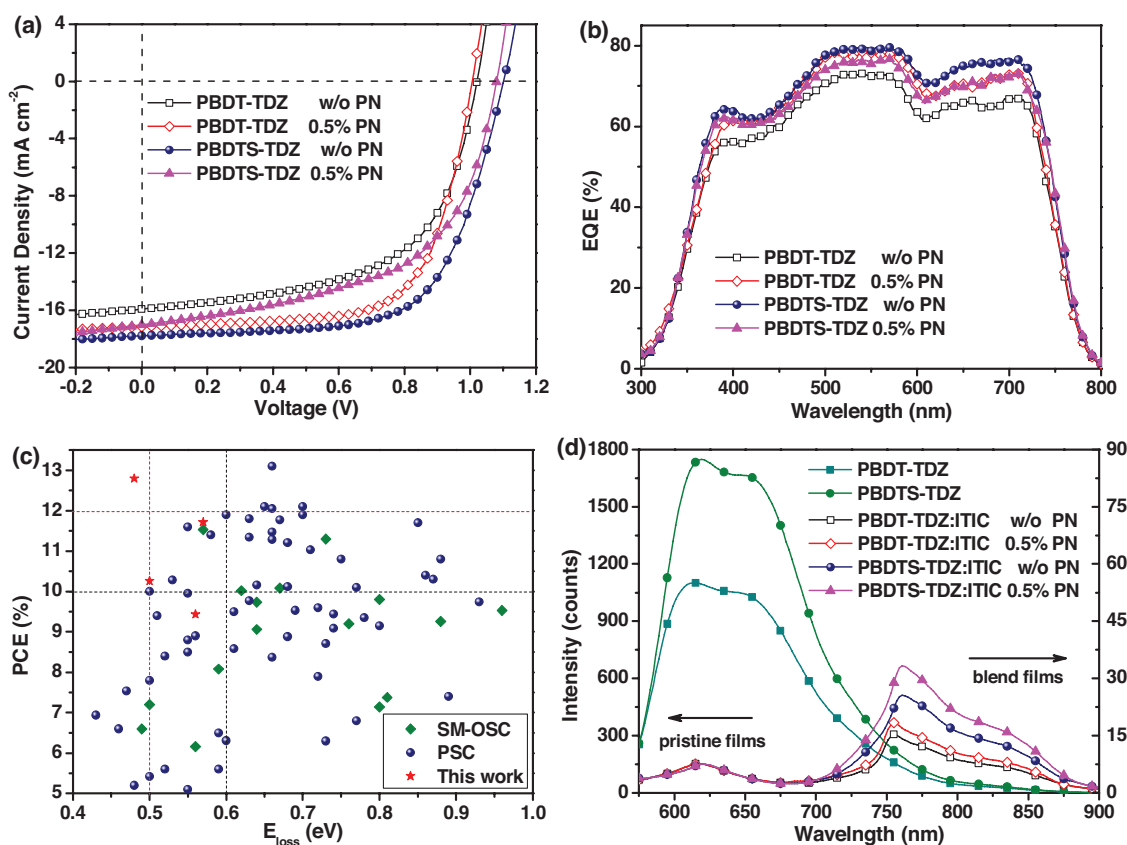 (a)
4
0
-4
-8
-12
-16
-20
-0.2 0.0 0.2 0.4 0.6 0.8 1.0 1.2
Current Density (mA cm-2)
Voltage (V)
PBDT-TDZ w/o PN
PBDT-TDZ 0.5% PN
PBDTS-TDZ w/o PN
PBDTS-TDZ 0.5% PN
(b)
80
60
40
20
0
300 400 500 600 700 800
EQE (%)
Wavelength (nm)
PBDT-TDZ w/o PN
PBDT-TDZ 0.5% PN
PBDTS-TDZ w/o PN
PBDTS-TDZ 0.5% PN
(c)
13
12
11
10
9
8
7
6
5
0.4 0.5 0.6 0.7 0.8 0.9 1.0
PCE (%)
Eloss (eV)
SM-OSC
PSC
This work
(d)
1800
1500
1200
900
600
300
0
90
75
60
45
30
15
0
600 650 700 750 800 850 900
Intensity (counts)
Wavelngth (nm)
PBDT-TDZ
PBDTS-TDZ
PBDT-TDZ:ITIC w/o PN
PBDT-TDZ:ITIC 0.5% PN
PBDTS-TDZ:ITIC w/o PN
PBDTS-TDZ:ITIC 0.5% PN
blend films
pristine films